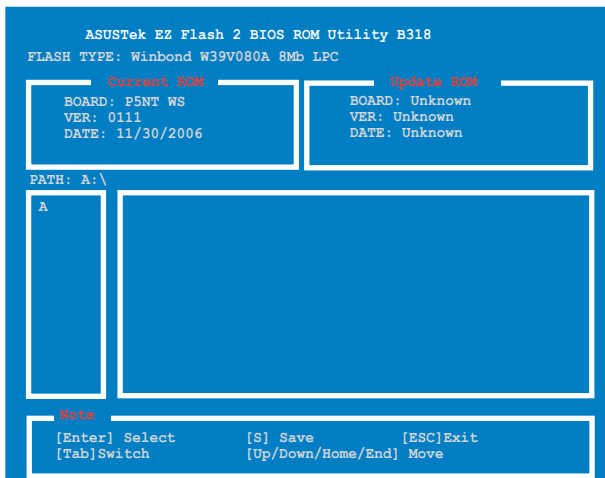 ASUSTek EZ Flash 2 BIOS ROM Utility B318
FLASH TYPE: Winbond W39V080A 8Mb LPC
Current ROM
BOARD: P5NT WS
VER: 0111
DATE: 11/30/2006
Update ROM
BOARD: Unknown
VER: Unknown
DATE: Unknown
PATH: A:\
A
Note
[Enter] Select [S] Save [ESC]Exit
[Tab]Switch [Up/Down/Home/End] Move